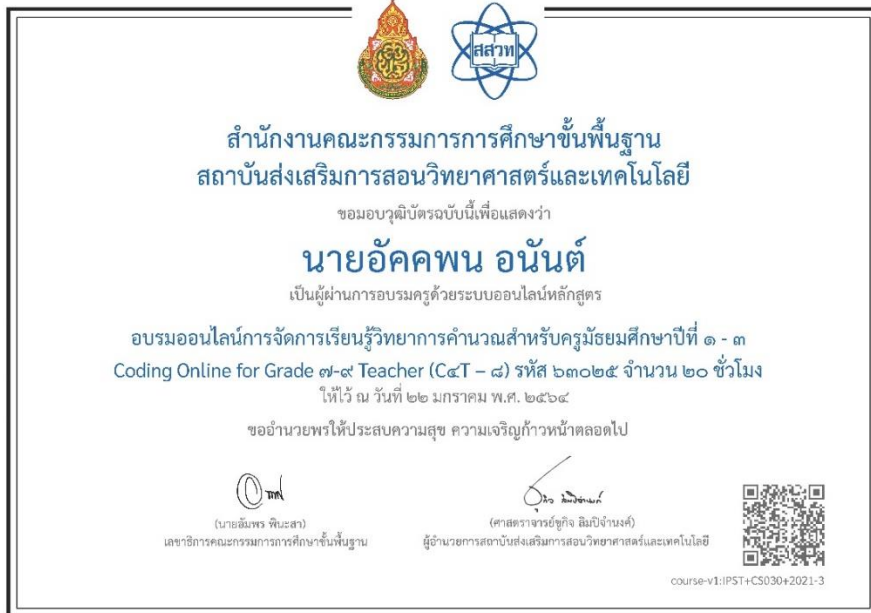 สสวท
สำนักงานคณะกรรมการการศึกษาขั้นพื้นฐาน
สถาบันส่งเสริมการสอนวิทยาศาสตร์และเทคโนโลยี
ขอมอบวุฒิบัตรฉบับนี้เพื่อแสดงว่า
นายอัคคพน อนันต์
เป็นผู้ผ่านการอบรมครูด้วยระบบออนไลน์หลักสูตร
อบรมออนไลน์การจัดการเรียนรู้วิทยาการคำนวณสำหรับครูมัธยมศึกษาปีที่ ๑ - ๓
Coding Online for Grade ๗-๙ Teacher (C๔T – ๘) รหัส ๖๓๐๒๕ จำนวน ๒๐ ชั่วโมง
ให้ไว้ ณ วันที่ ๒๒ มกราคม พ.ศ. ๒๕๖๔
ขออำนวยพรให้ประสบความสุข ความเจริญก้าวหน้าตลอดไป
(นายอัมพร พินะสา)
เลขาธิการคณะกรรมการการศึกษาขั้นพื้นฐาน
(ศาสตราจารย์ชูกิจ ลิมปิจำนงค์)
ผู้อำนวยการสถาบันส่งเสริมการสอนวิทยาศาสตร์และเทคโนโลยี
course-v1:IPST+CS030+2021-3